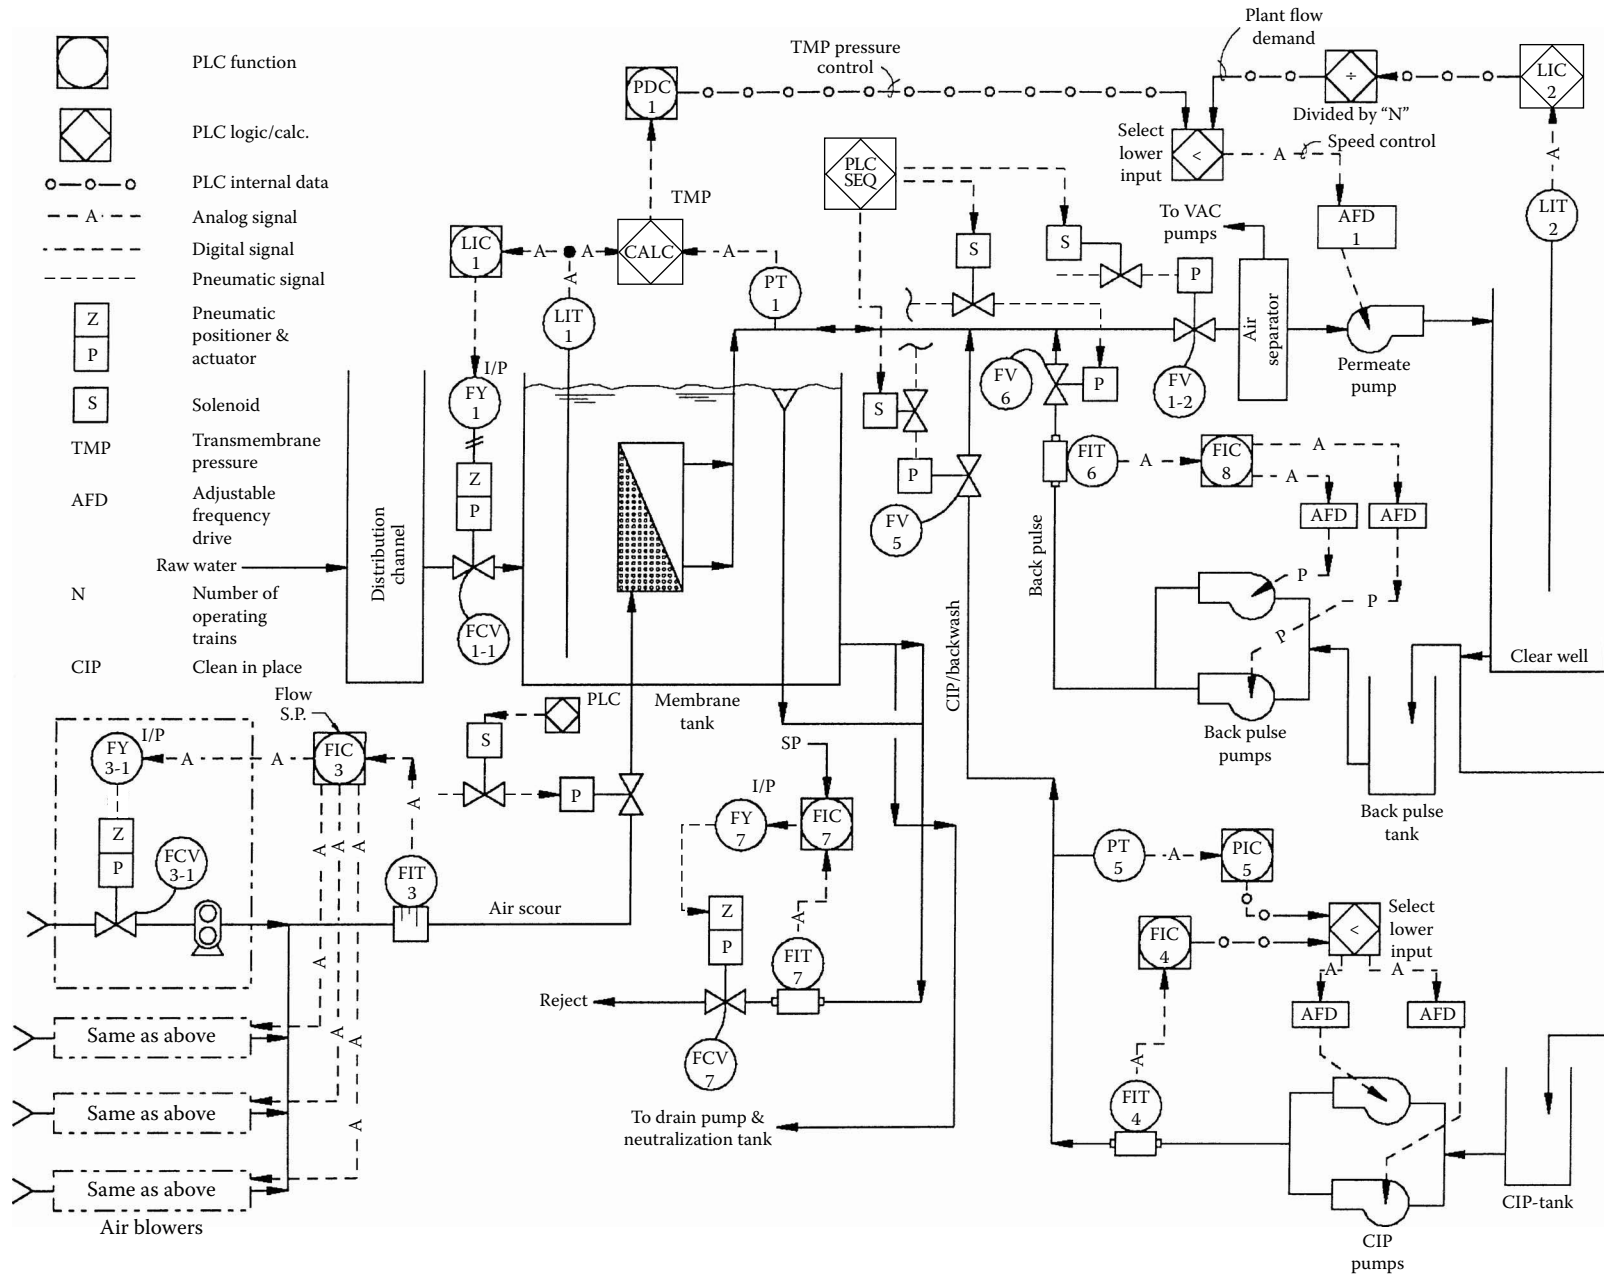 PLC function
PLC logic/calc.
PLC internal data
A
Analog signal
Digital signal
Pneumatic signal
Z
P
Pneumatic
positioner &
actuator
S
Solenoid
TMP
Transmembrane
pressure
AFD
Adjustable
frequency
drive
N
Number of
operating
trains
CIP
Clean in place
Raw water
Distribution
channel
LIC
1
A
A
A
LIT
1
I/P
FY
1
Z
P
FCV
1-1
PDC
1
TMP
CALC
A
PT
1
TMP pressure
control
Plant flow
demand
Select
lower
input
<
÷
Divided by “N”
LIC
2
A
LIT
2
A
Speed control
AFD
1
PLC
SEQ
S
S
To VAC
pumps
P
Air
separator
Permeate
pump
FV
1-2
FV
6
P
S
P
FV
5
FIT
6
A
FIC
8
A
A
AFD
AFD
P
P
P
Back pulse
Back pulse
pumps
CIP/backwash
Clear well
Back pulse
tank
Membrane
tank
PLC
S
P
Flow
S.P.
I/P
FY
3-1
A
A
FIC
3
A
Z
P
FCV
3-1
A
A
A
FIT
3
Air scour
A
A
A
A
Same as above
Same as above
Same as above
Air blowers
SP
I/P
FY
7
FIC
7
Z
P
A
FIT
7
Reject
FCV
7
To drain pump &
neutralization tank
PT
5
A
PIC
5
FIC
4
<
Select
lower
input
A
A
AFD
AFD
A
FIT
4
CIP-tank
CIP
pumps